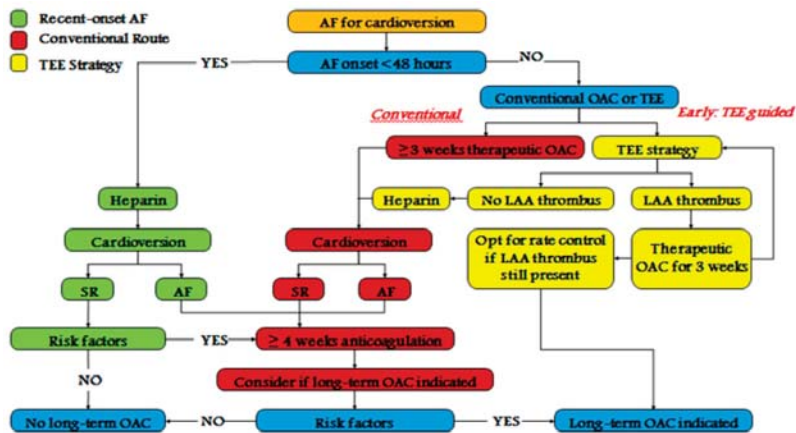 Recent-onset AF
Conventional Route
TEE Strategy
AF for cardioversion
YES
AF onset <48 hours
NO
Conventional OAC or TEE
Conventional
Early: TEE guided
≥3 weeks therapeutic OAC
TEE strategy
Heparin
Heparin
No LAA thrombus
LAA thrombus
Cardioversion
Cardioversion
Opt for rate control
if LAA thrombus
still present
Therapeutic
OAC for 3 weeks
SR
AF
SR
AF
Risk factors
YES
≥ 4 weeks anticoagulation
NO
Consider if long-term OAC indicated
No long-term OAC
NO
Risk factors
YES
Long-term OAC indicated